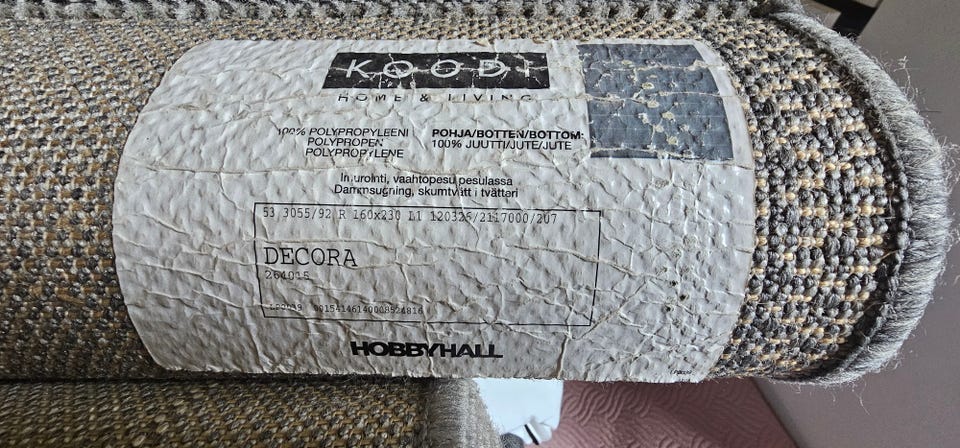 KOODI
HOME & LIVING
100% POLYPROPYLEENI
POLYPROPEN
POLYPROPYLENE
POHJA/BOTTEN/BOTTOM:
100% JUUTTI/JUTE/JUTE
Imurointi, vaahtopesu pesulassa
Dammsugning, skumtvätt i tvätteri
53 3055/92 R 160x230 L1 120326/2117000/207
DECORA
264015
HOBBYHALL